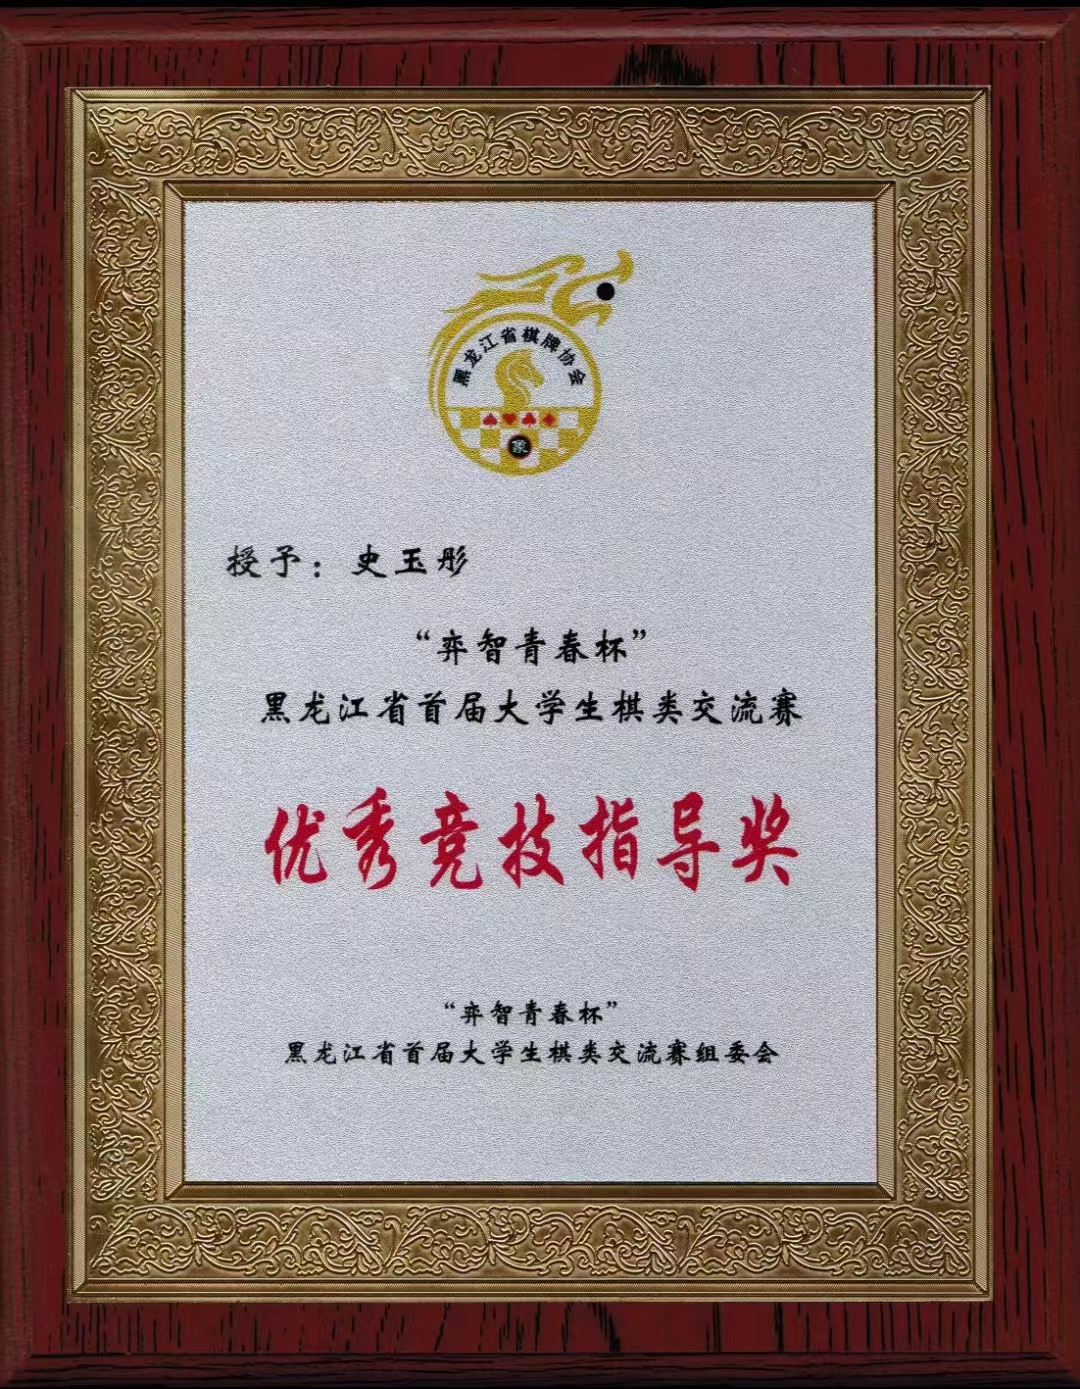 黑龙江省棋牌协会
授予：史玉彤
“弈智青春杯”
黑龙江省首届大学生棋类交流赛
优秀竞技指导奖
“弈智青春杯”
黑龙江省首届大学生棋类交流赛组委会